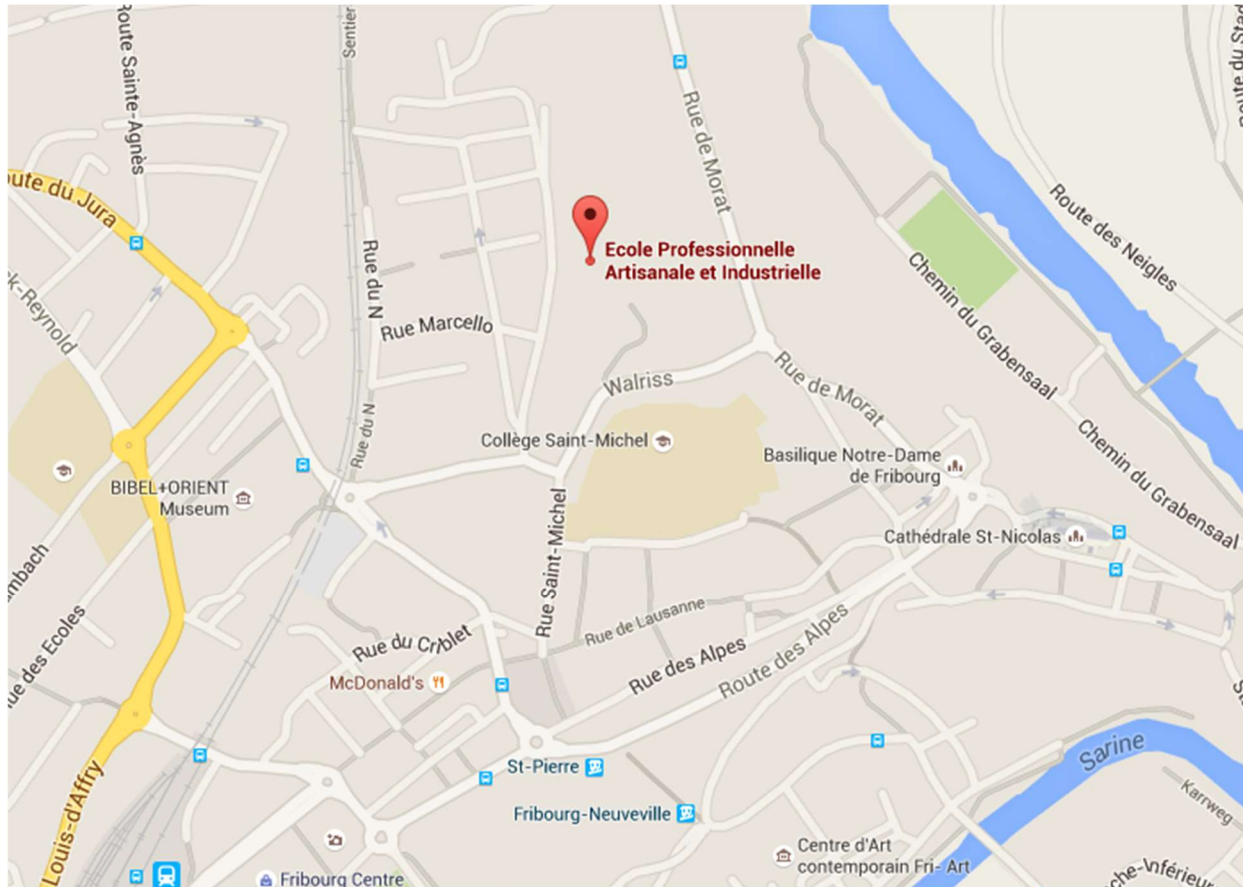 Route Sainte-Agnès
Sentier
Rue de Morat
Route des Neigles
oute du Jura
Ecole Professionnelle
Artisanale et Industrielle
Rue du N
Rue Marcello
ck-Reynold
Chemin du Grabensaal
Walriss
Rue de Morat
Rue du N
Collège Saint-Michel
Basilique Notre-Dame
de Fribourg
Chemin du Grabensaal
BIBEL+ORIENT
Museum
Rue Saint-Michel
Cathédrale St-Nicolas
ambach
ue des Ecoles
Rue de Lausanne
Rue du Criblet
Rue des Alpes
Route des Alpes
McDonald's
St-Pierre
Sarine
Louis-d'Affry
Fribourg-Neuveville
Karrweg
Centre d'Art
contemporain Fri- Art
che-Inférieur
Fribourg Centre